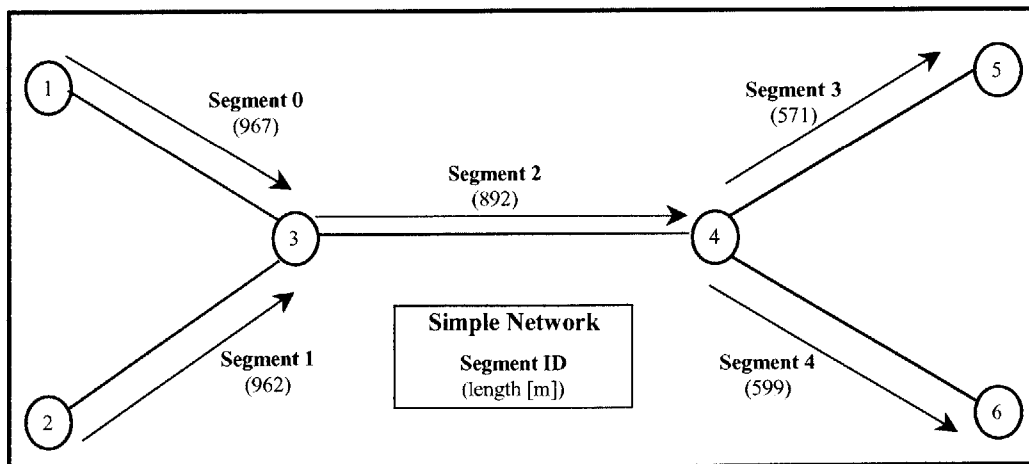 1
5
Segment 0
(967)
Segment 3
(571)
Segment 2
(892)
3
4
Simple Network
Segment ID
(length [m])
Segment 1
(962)
Segment 4
(599)
2
6